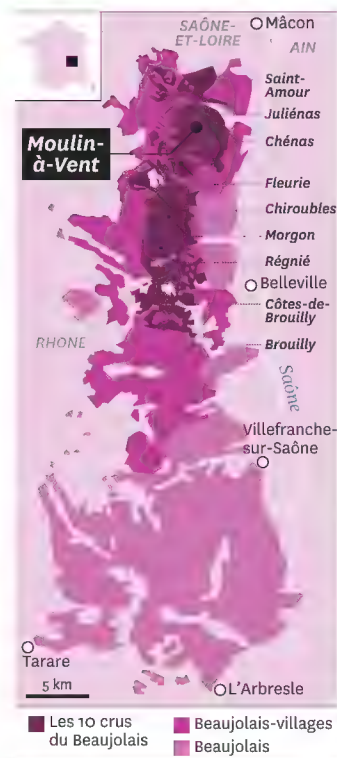 SAÔNE-
ET-LOIRE
Mâcon
AIN
Saint-
Amour
Juliénas
Moulin-
à-Vent
Chénas
Fleurie
Chiroubles
Morgon
Régnié
Belleville
Côtes-de-
Brouilly
RHONE
Brouilly
Saône
Villefranche-
sur-Saône
Tarare
5 km
L'Arbresle
Les 10 crus
du Beaujolais
Beaujolais-villages
Beaujolais